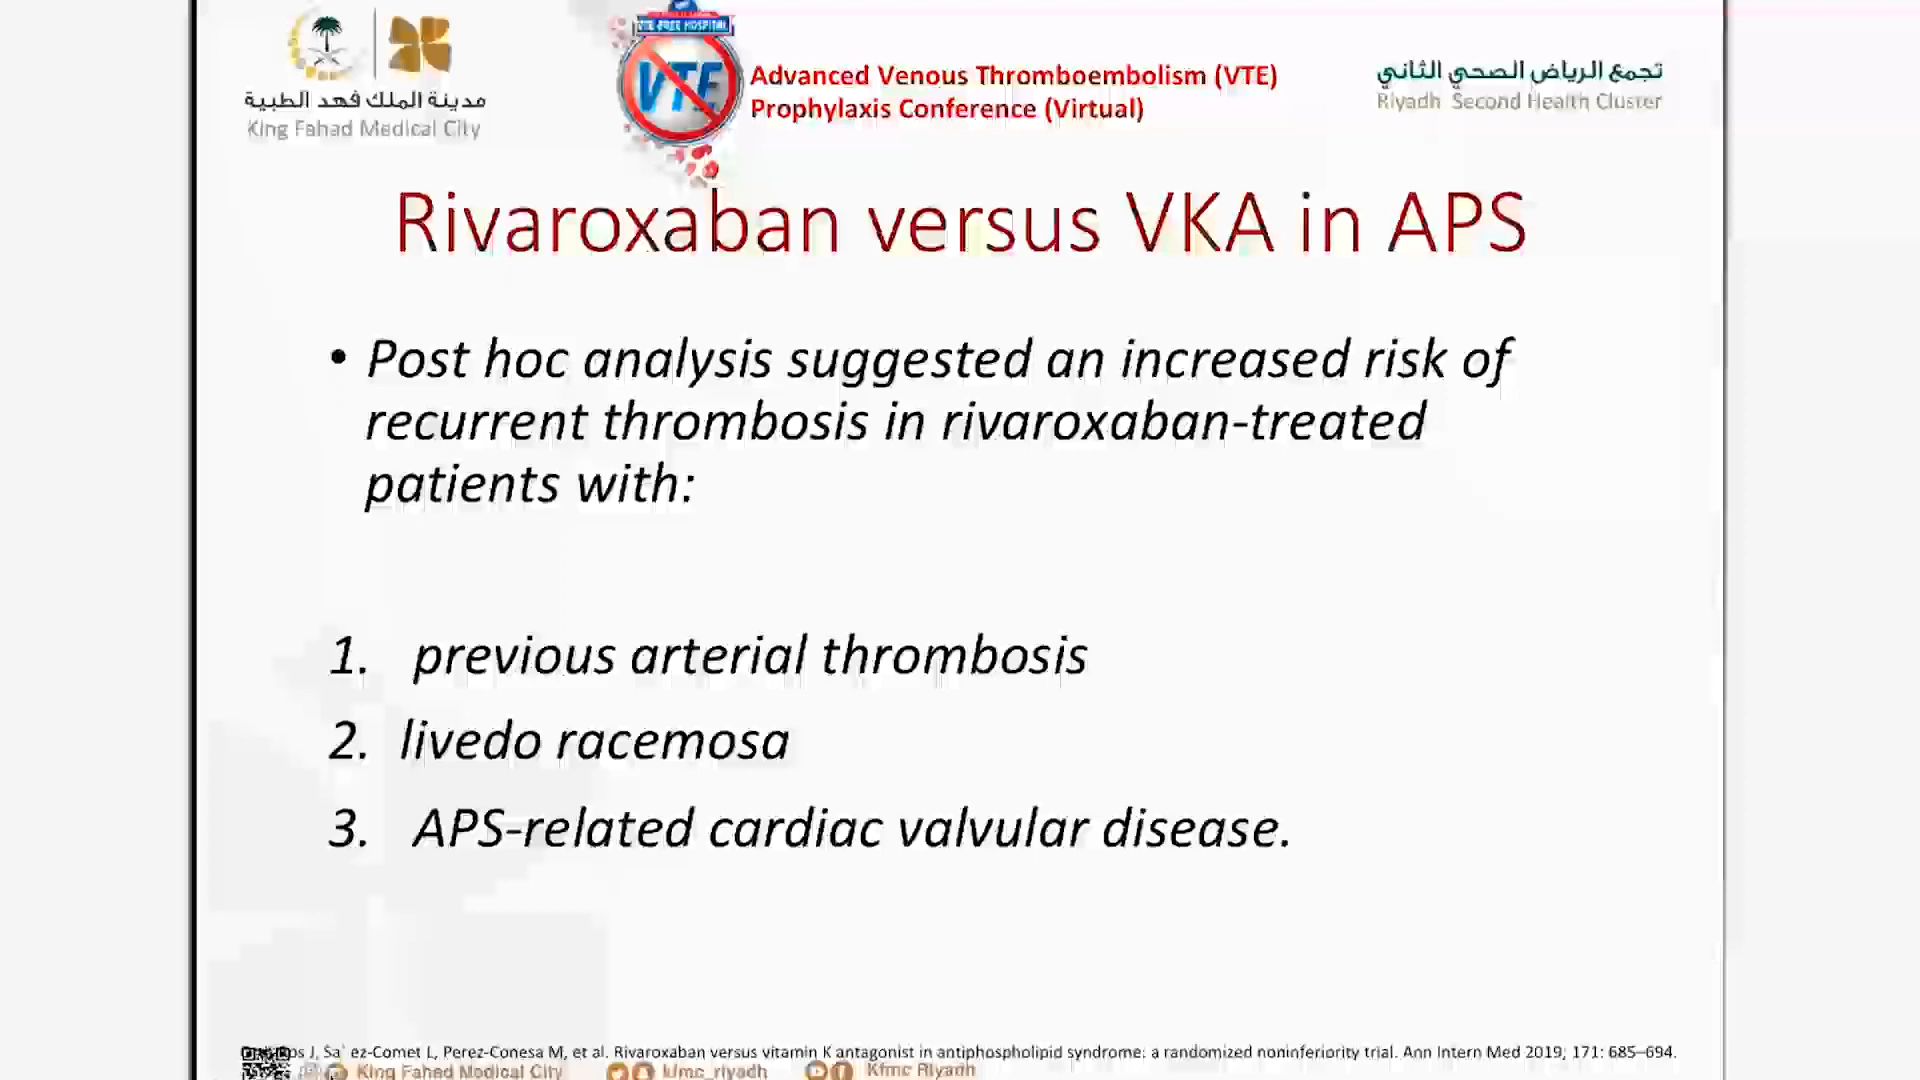 مدينة الملك فهد الطبية
King Fahad Medical City
VTE FREE HOSPITAL
VTE
Advanced Venous Thromboembolism (VTE)
Prophylaxis Conference (Virtual)
تجمع الرياض الصحي الثاني
Riyadh Second Health Cluster
Rivaroxaban versus VKA in APS
• Post hoc analysis suggested an increased risk of
recurrent thrombosis in rivaroxaban-treated
patients with:
1. previous arterial thrombosis
2. livedo racemosa
3. APS-related cardiac valvular disease.
J, Sa´ ez-Comet L, Perez-Conesa M, et al. Rivaroxaban versus vitamin K antagonist in antiphospholipid syndrome: a randomized noninferiority trial. Ann Intern Med 2019; 171: 685–694.
King Fahad Medical City kfmc_riyadh Kfmc Riyadh